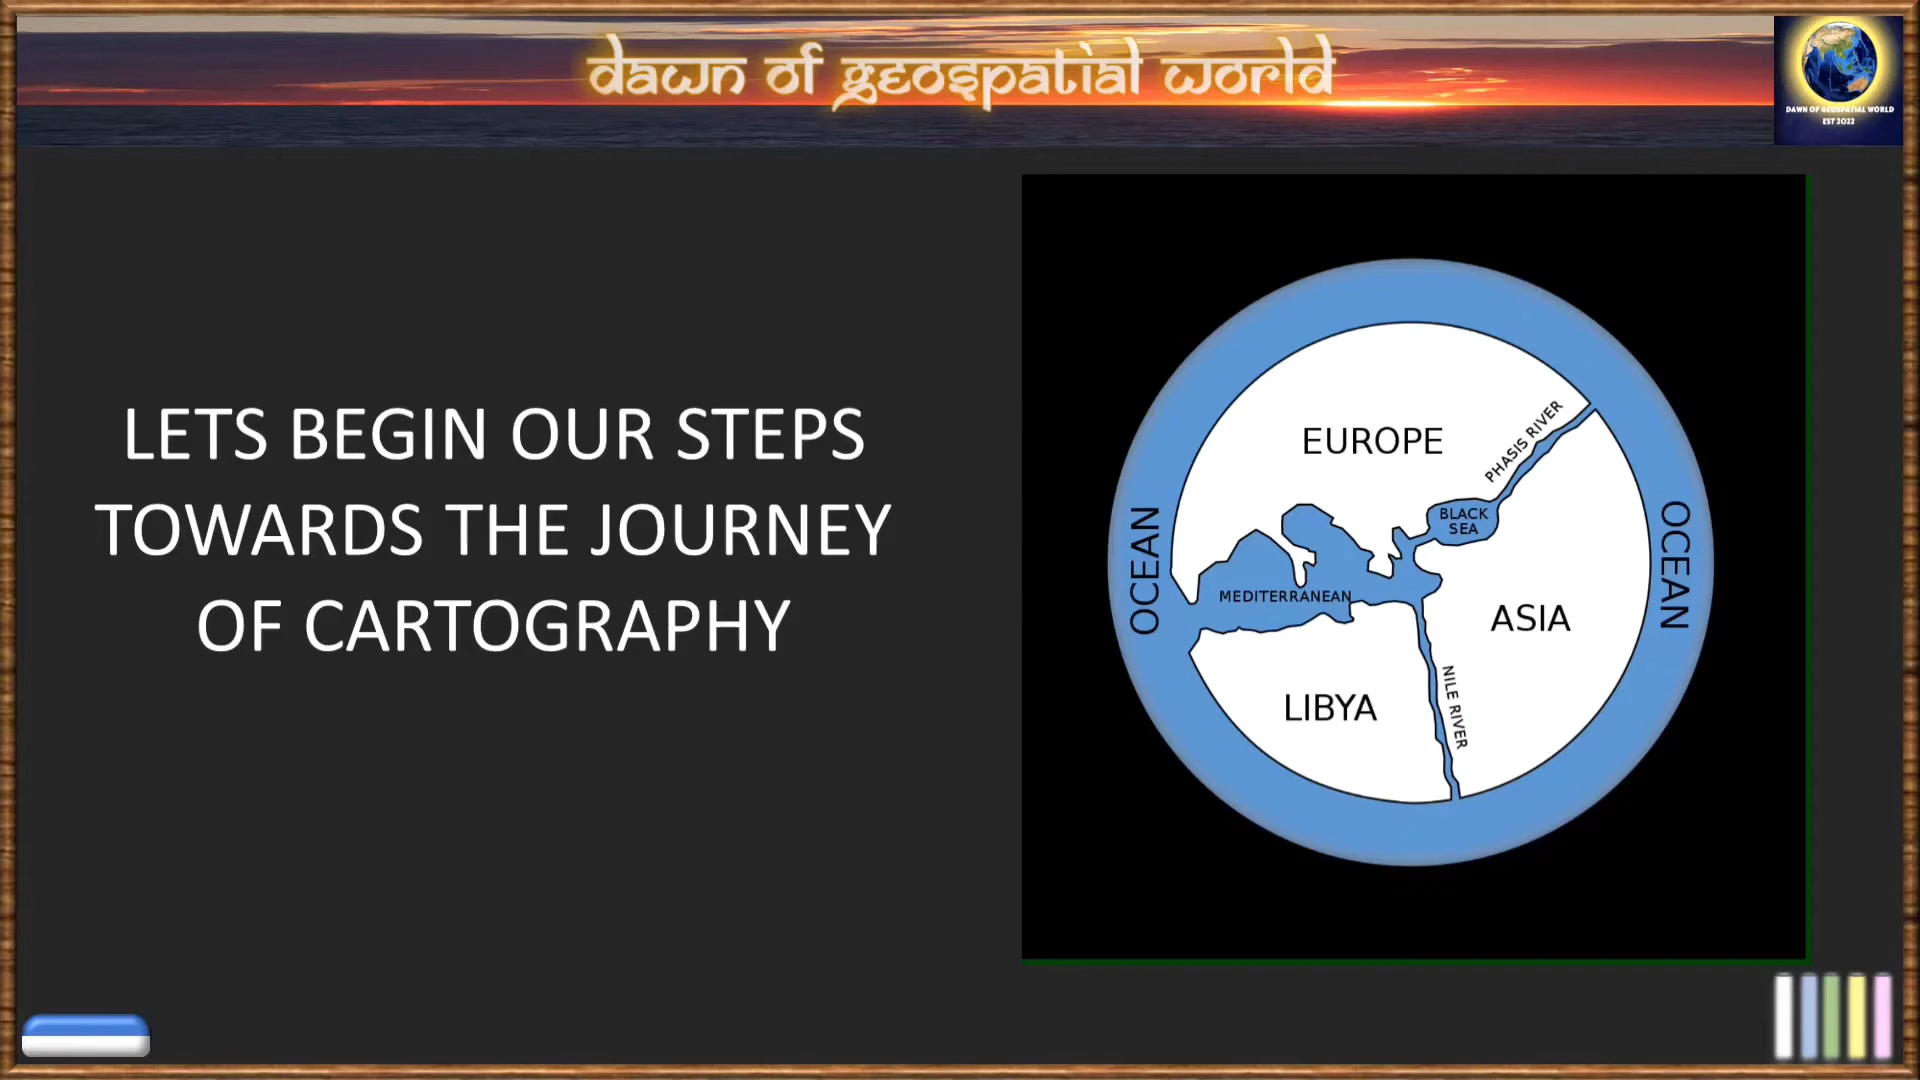 dawn of geospatial world
DAWN OF GEOSPATIAL WORLD
EST 2022
LETS BEGIN OUR STEPS
TOWARDS THE JOURNEY
OF CARTOGRAPHY
EUROPE
PHASIS RIVER
BLACK
SEA
OCEAN
OCEAN
MEDITERRANEAN
ASIA
LIBYA
NILE RIVER